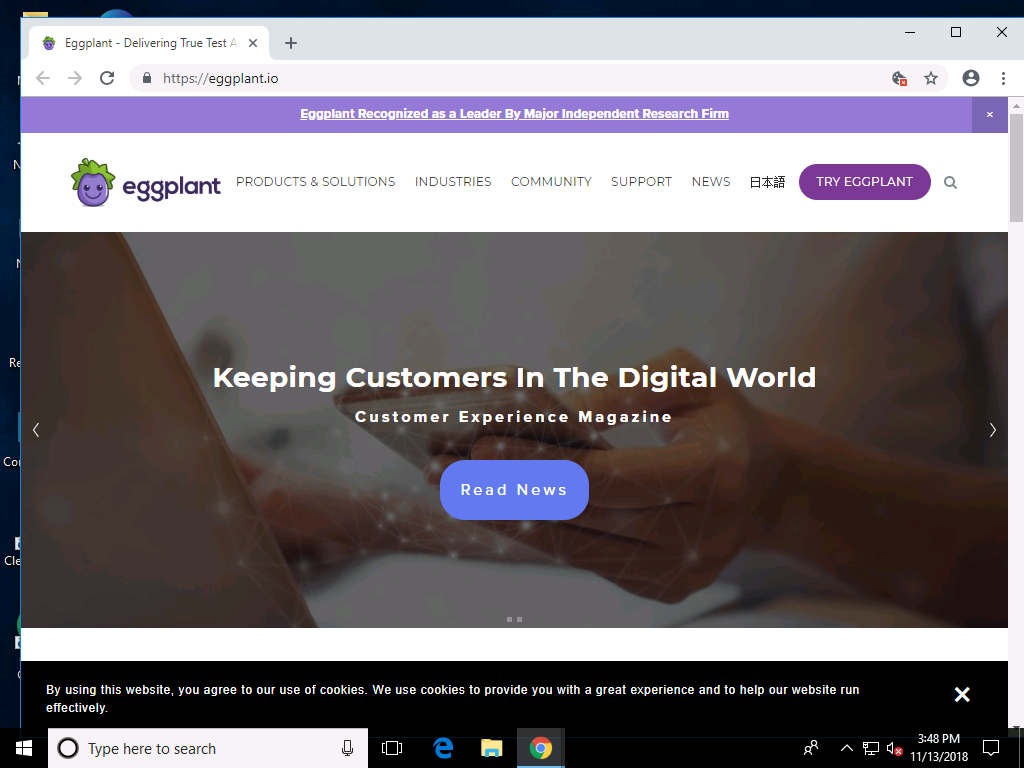 Eggplant - Delivering True Test A
https://eggplant.io
Eggplant Recognized as a Leader By Major Independent Research Firm
eggplant
PRODUCTS & SOLUTIONS INDUSTRIES COMMUNITY SUPPORT NEWS 日本語 TRY EGGPLANT
Keeping Customers In The Digital World
Customer Experience Magazine
Read News
By using this website, you agree to our use of cookies. We use cookies to provide you with a great experience and to help our website run
effectively.
Type here to search
3:48 PM
11/13/2018